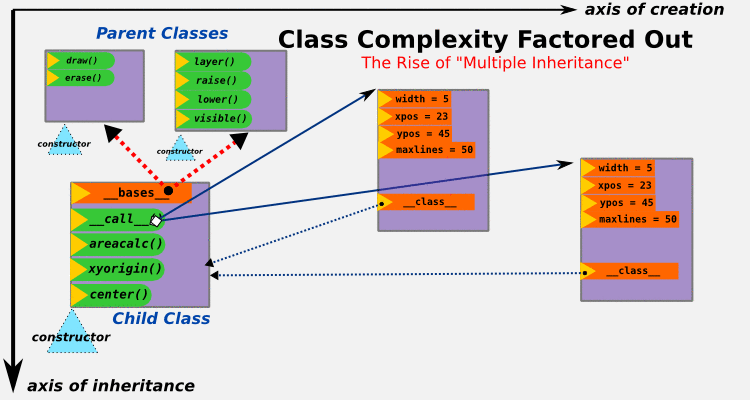 axis of creation
Parent Classes
Class Complexity Factored Out
The Rise of "Multiple Inheritance"
draw()
erase()
layer()
raise()
lower()
visible()
constructor
constructor
width = 5
xpos = 23
ypos = 45
maxlines = 50
__class__
width = 5
xpos = 23
ypos = 45
maxlines = 50
__class__
__bases__
__call__()
areacalc()
xyorigin()
center()
Child Class
constructor
axis of inheritance